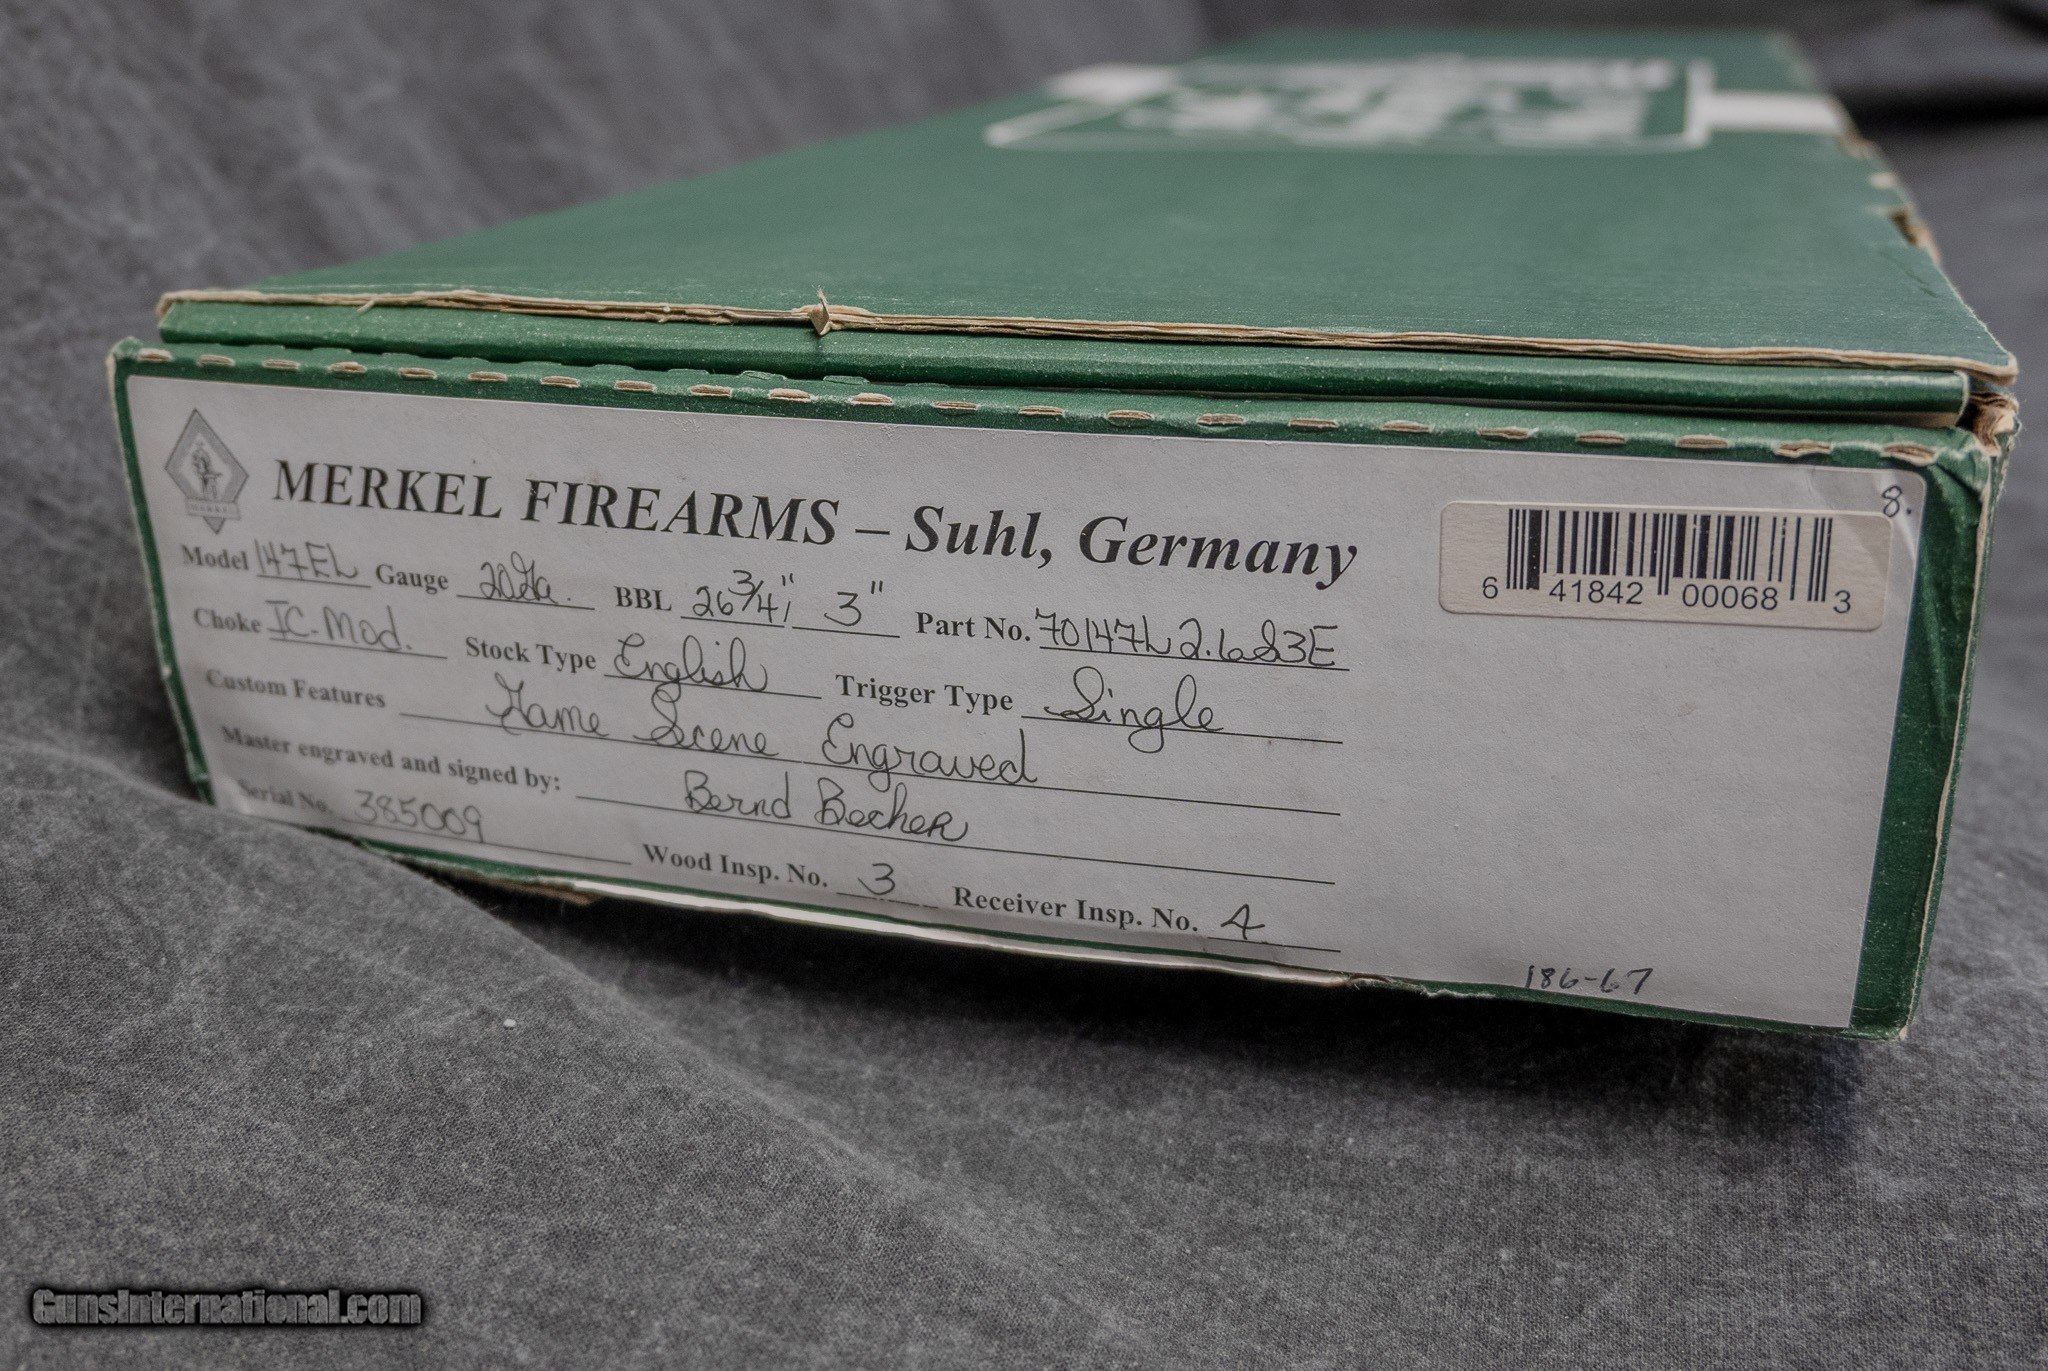 MERKEL FIREARMS – Suhl, Germany
Model 147EL Gauge 20Ga. BBL 26 3/4" 3" Part No. 70147L2.6S3E
Choke IC-Mod. Stock Type English Trigger Type Single
Custom Features Game Scene Engraved
Master engraved and signed by: Bernd Becher
Serial No. 385009 Wood Insp. No. 3 Receiver Insp. No. 4
8.
6 41842 00068 3
186-67
MERKEL
GunsInternational.com